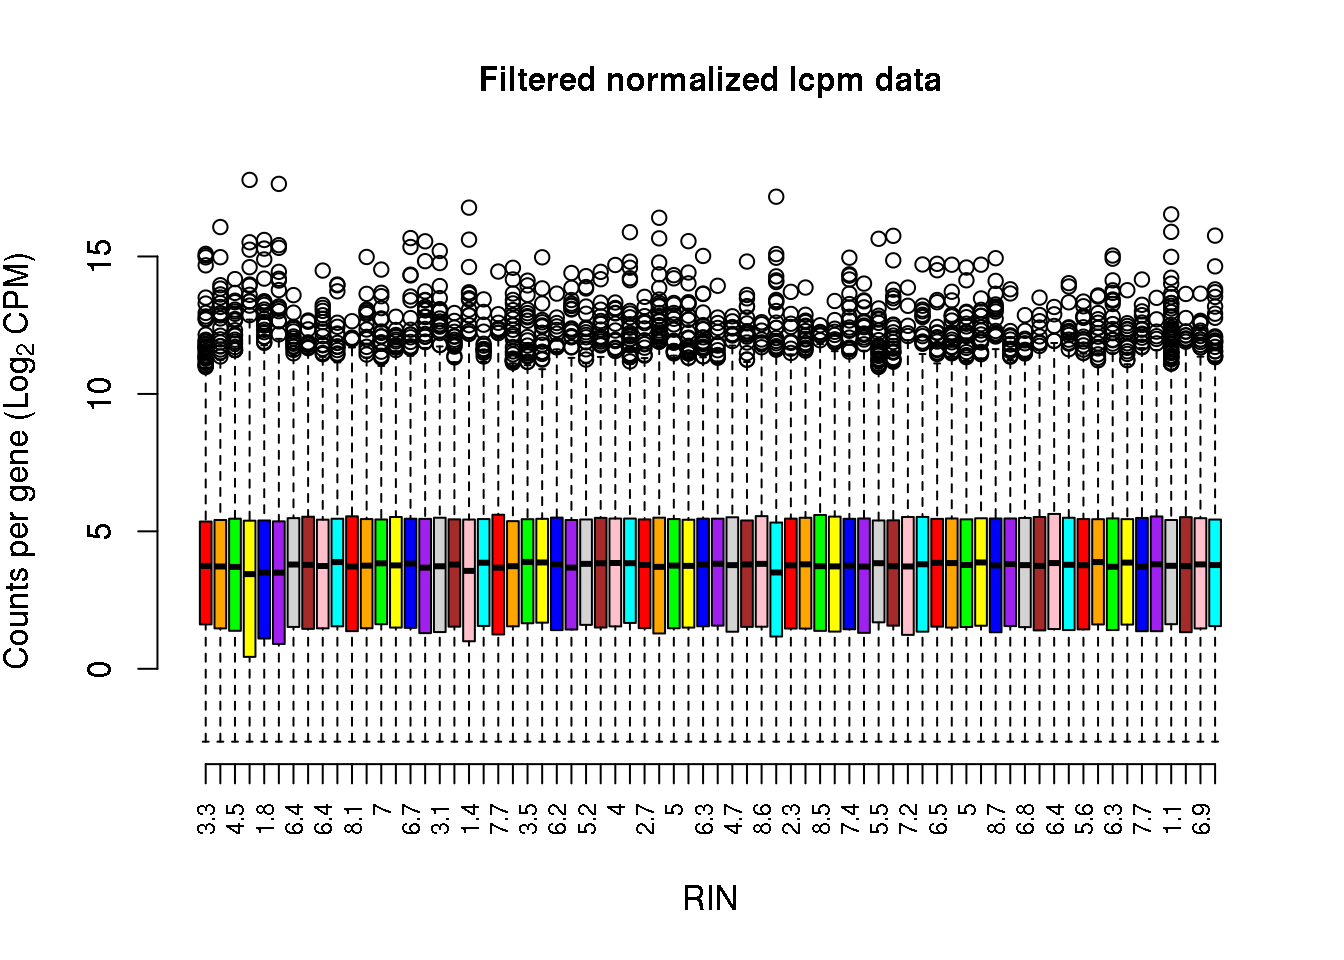 Filtered normalized lcpm data
Counts per gene (Log2 CPM)
15
10
5
0
3.3 4.5 1.8 6.4 6.4 8.1 7 6.7 3.1 1.4 7.7 3.5 6.2 5.2 4 2.7 5 6.3 4.7 8.6 2.3 8.5 7.4 5.5 7.2 6.5 5 8.7 6.8 6.4 5.6 6.3 7.7 1.1 6.9
RIN